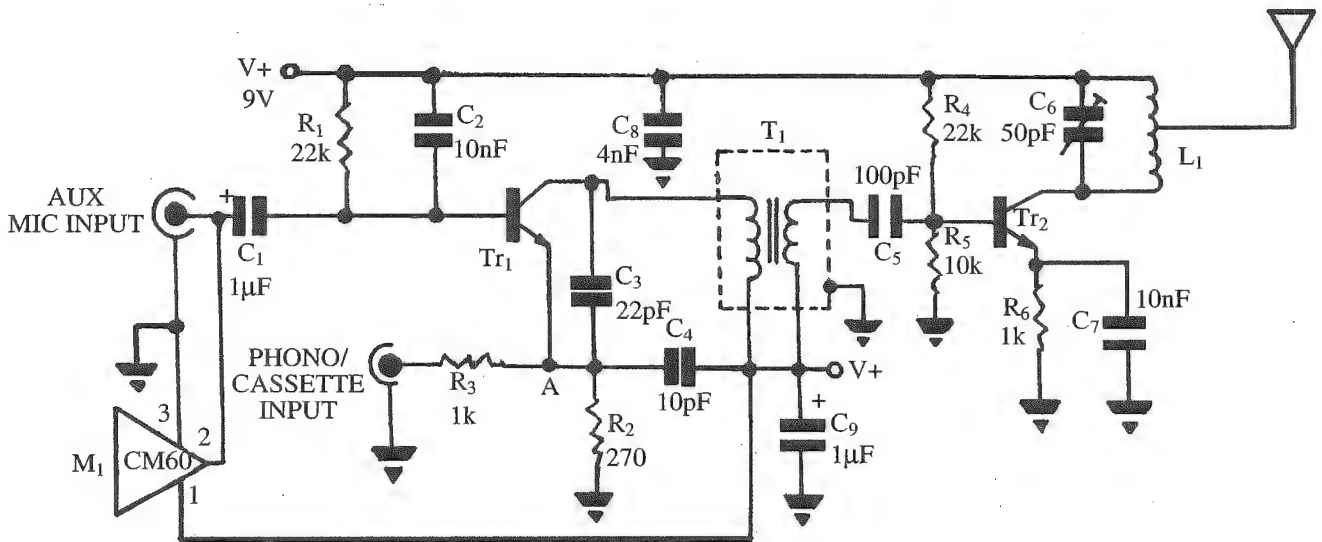 V+
9V
R1
22k
C2
10nF
C8
4nF
T1
R4
22k
C6
50pF
L1
AUX
MIC INPUT
+
C1
1µF
Tr1
C3
22pF
100pF
C5
R5
10k
Tr2
PHONO/
CASSETTE
INPUT
R3
1k
A
C4
10pF
V+
R6
1k
C7
10nF
R2
270
+
C9
1µF
M1
CM60
3
2
1